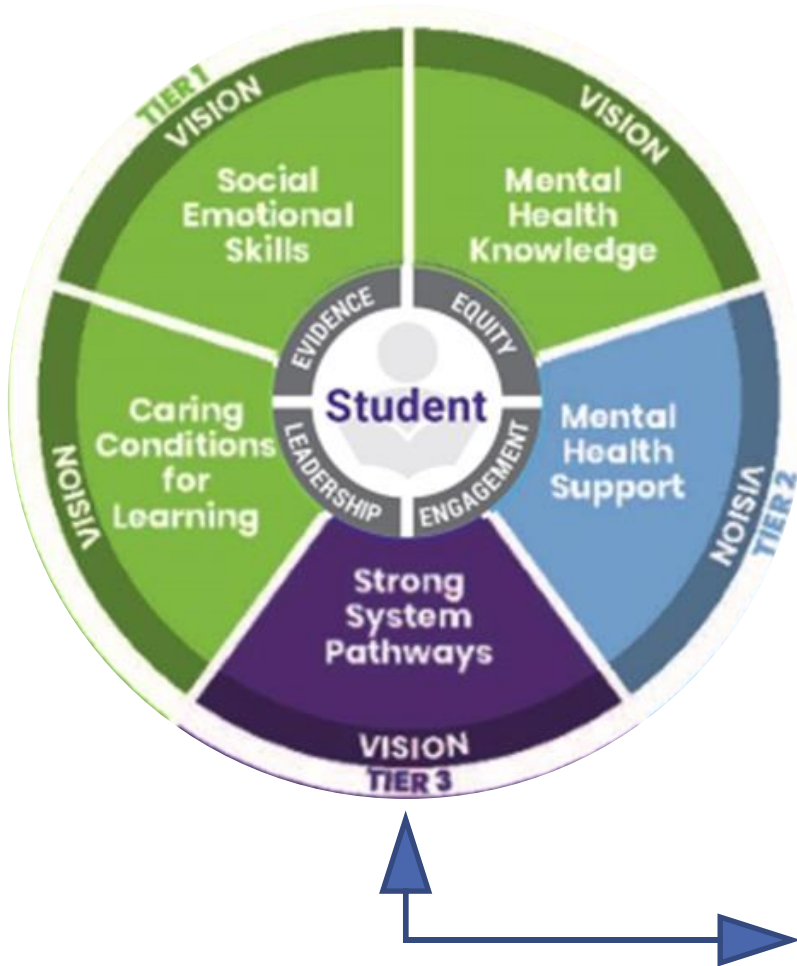 TIER 1
VISION
VISION
Social
Emotional
Skills
Mental
Health
Knowledge
EVIDENCE
EQUITY
Student
LEADERSHIP
ENGAGEMENT
Caring
Conditions
for
Learning
VISION
Mental
Health
Support
VISION
TIER 2
Strong
System
Pathways
VISION
TIER 3